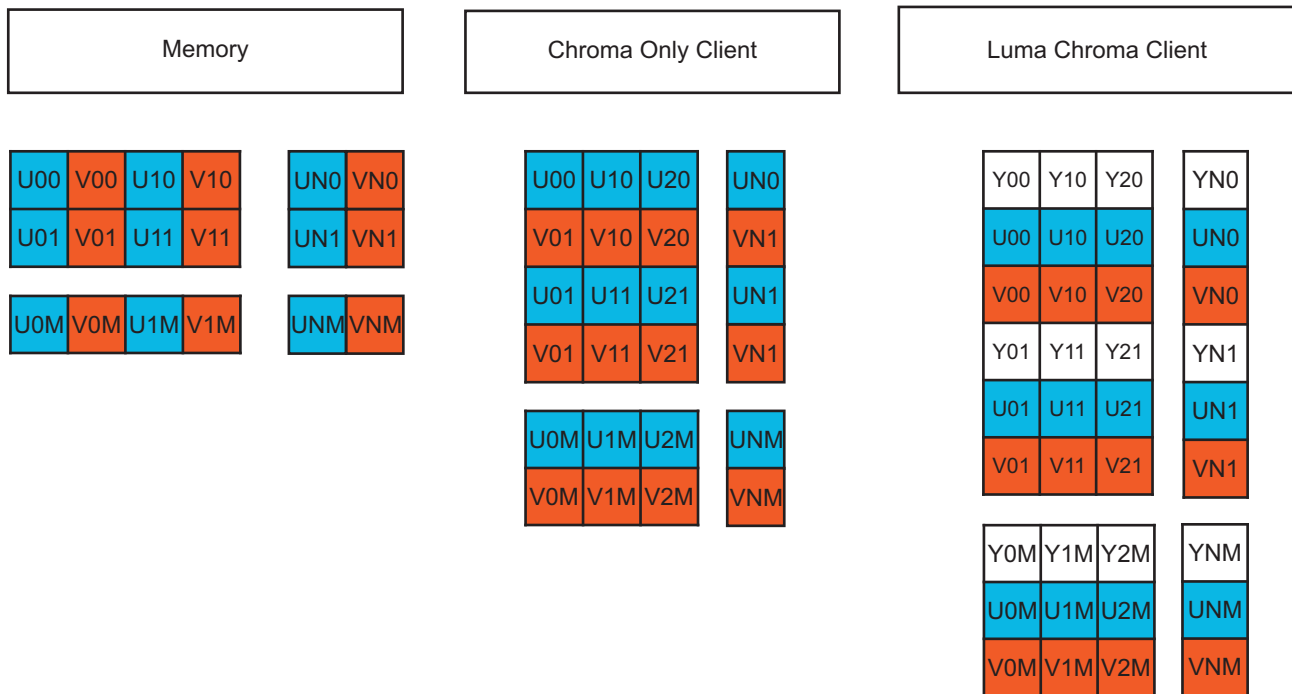 Memory
Chroma Only Client
Luma Chroma Client
U00 V00 U10 V10 UN0 VN0
U01 V01 U11 V11 UN1 VN1
U0M V0M U1M V1M UNM VNM
U00 U10 U20 UN0
V01 V10 V20 VN1
U01 U11 U21 UN1
V01 V11 V21 VN1
U0M U1M U2M UNM
V0M V1M V2M VNM
Y00 Y10 Y20 YN0
U00 U10 U20 UN0
V00 V10 V20 VN0
Y01 Y11 Y21 YN1
U01 U11 U21 UN1
V01 V11 V21 VN1
Y0M Y1M Y2M YNM
U0M U1M U2M UNM
V0M V1M V2M VNM